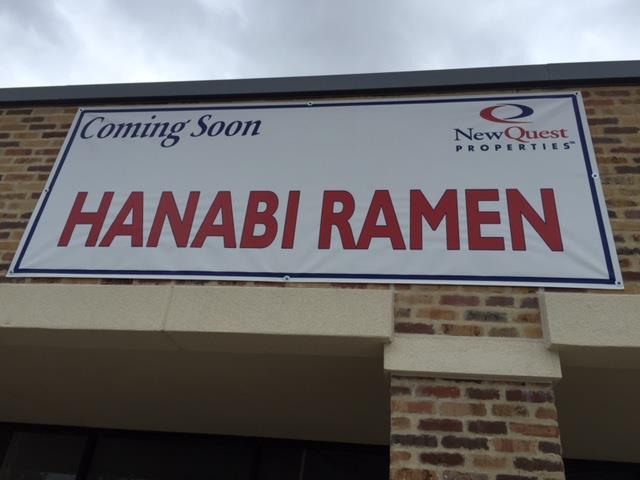 Coming Soon
NewQuest
PROPERTIES
HANABI RAMEN